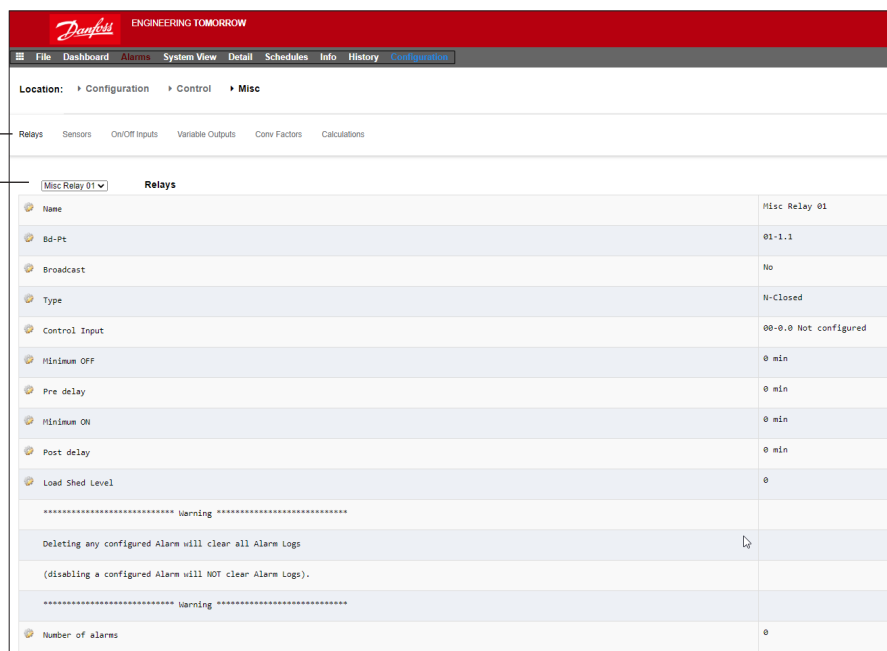 Danfoss ENGINEERING TOMORROW
File Dashboard Alarms System View Detail Schedules Info History Configuration
Location: Configuration Control Misc
Relays Sensors On/Off Inputs Variable Outputs Conv Factors Calculations
Misc Relay 01 Relays
Name Misc Relay 01
Bd-Pt 01-1.1
Broadcast No
Type N-Closed
Control Input 00-0.0 Not configured
Minimum OFF 0 min
Pre delay 0 min
Minimum ON 0 min
Post delay 0 min
Load Shed Level 0
**************************** Warning ****************************
Deleting any configured Alarm will clear all Alarm Logs
(disabling a configured Alarm will NOT clear Alarm Logs).
**************************** Warning ****************************
Number of alarms 0